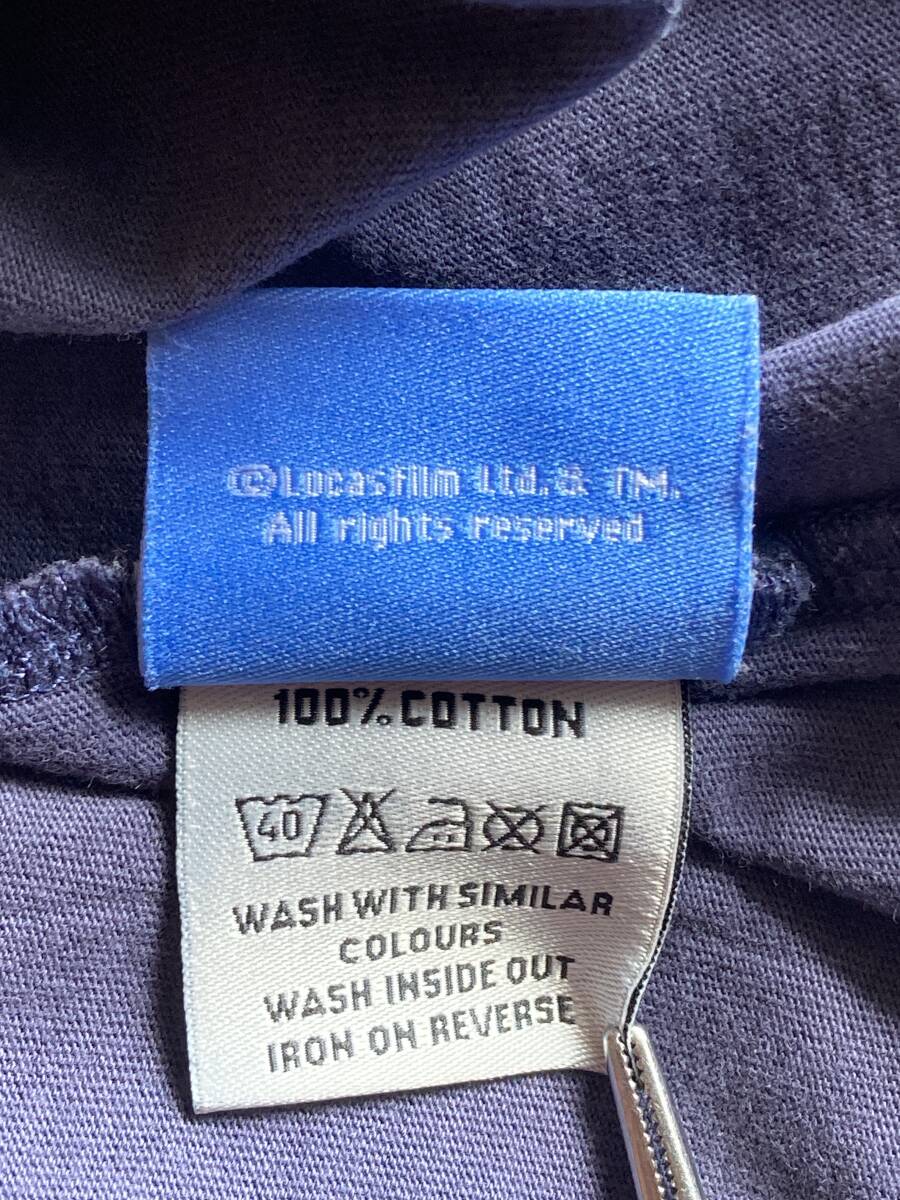 ©Lucasfilm Ltd. & TM.
All rights reserved
100% COTTON
40
WASH WITH SIMILAR
COLOURS
WASH INSIDE OUT
IRON ON REVERSE